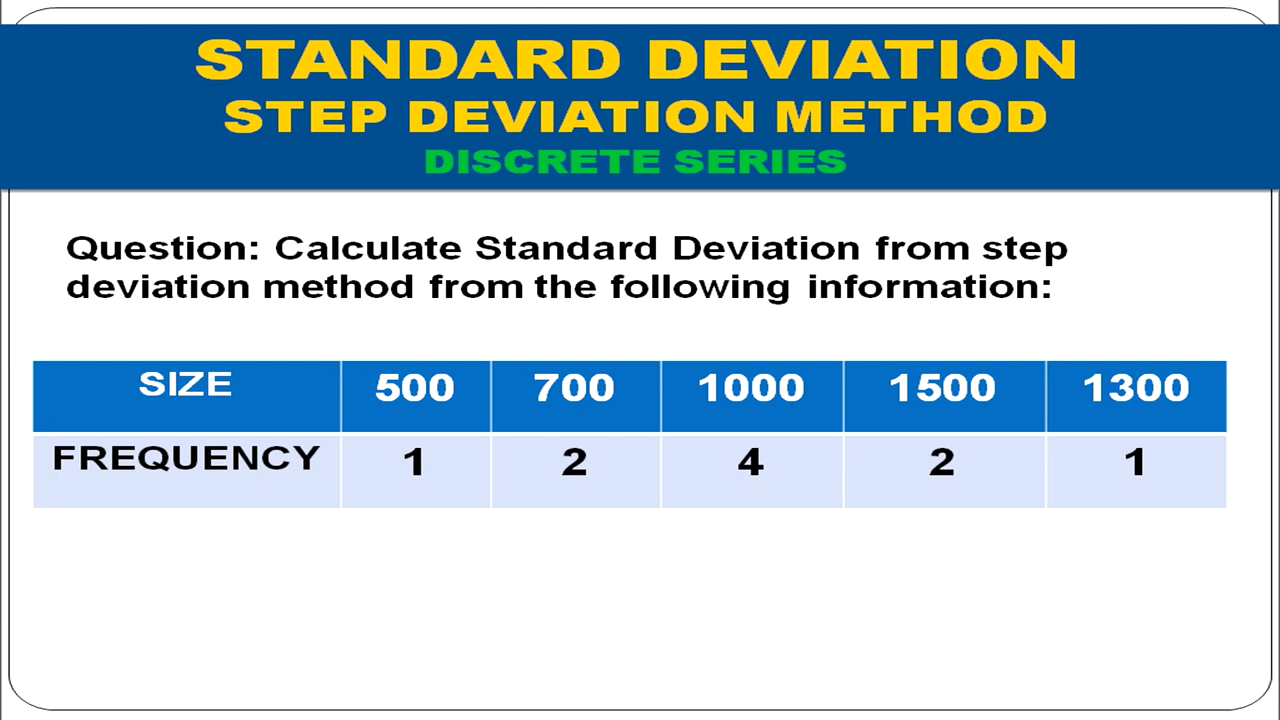 STANDARD DEVIATION
STEP DEVIATION METHOD
DISCRETE SERIES
Question: Calculate Standard Deviation from step
deviation method from the following information:
SIZE 500 700 1000 1500 1300
FREQUENCY 1 2 4 2 1